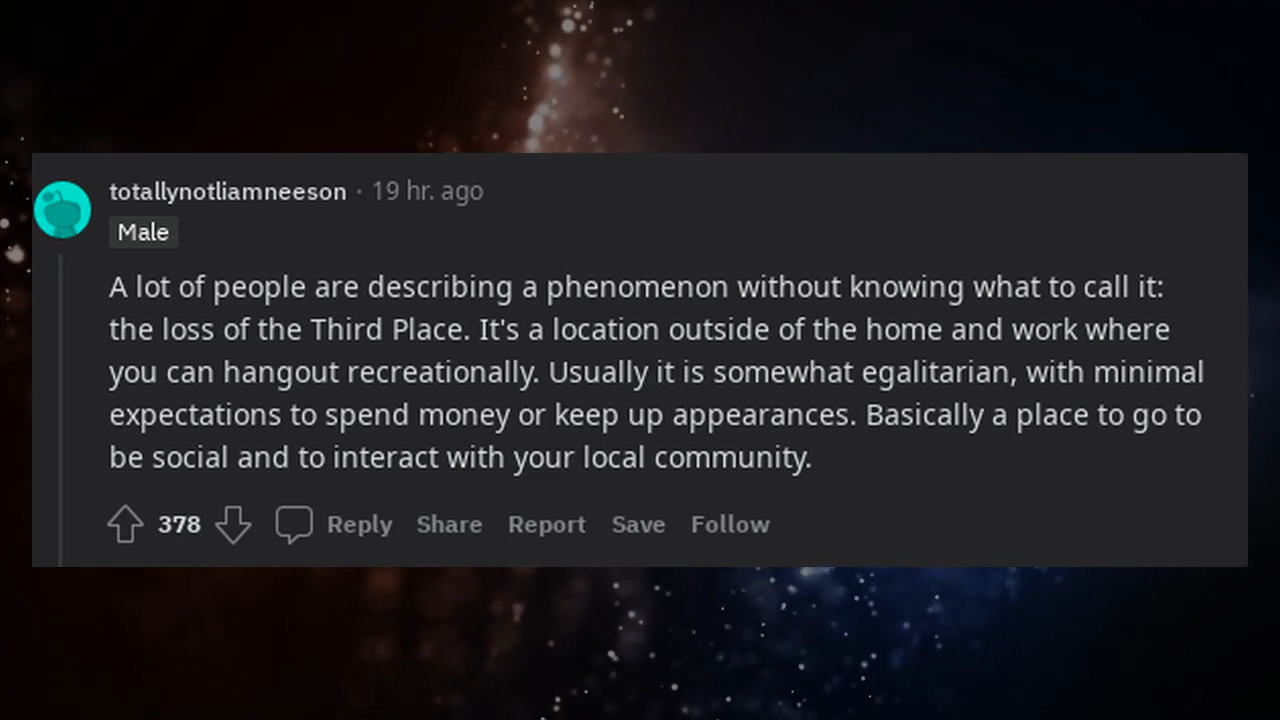 totallynotliamneeson · 19 hr. ago
Male
A lot of people are describing a phenomenon without knowing what to call it:
the loss of the Third Place. It's a location outside of the home and work where
you can hangout recreationally. Usually it is somewhat egalitarian, with minimal
expectations to spend money or keep up appearances. Basically a place to go to
be social and to interact with your local community.
378 Reply Share Report Save Follow